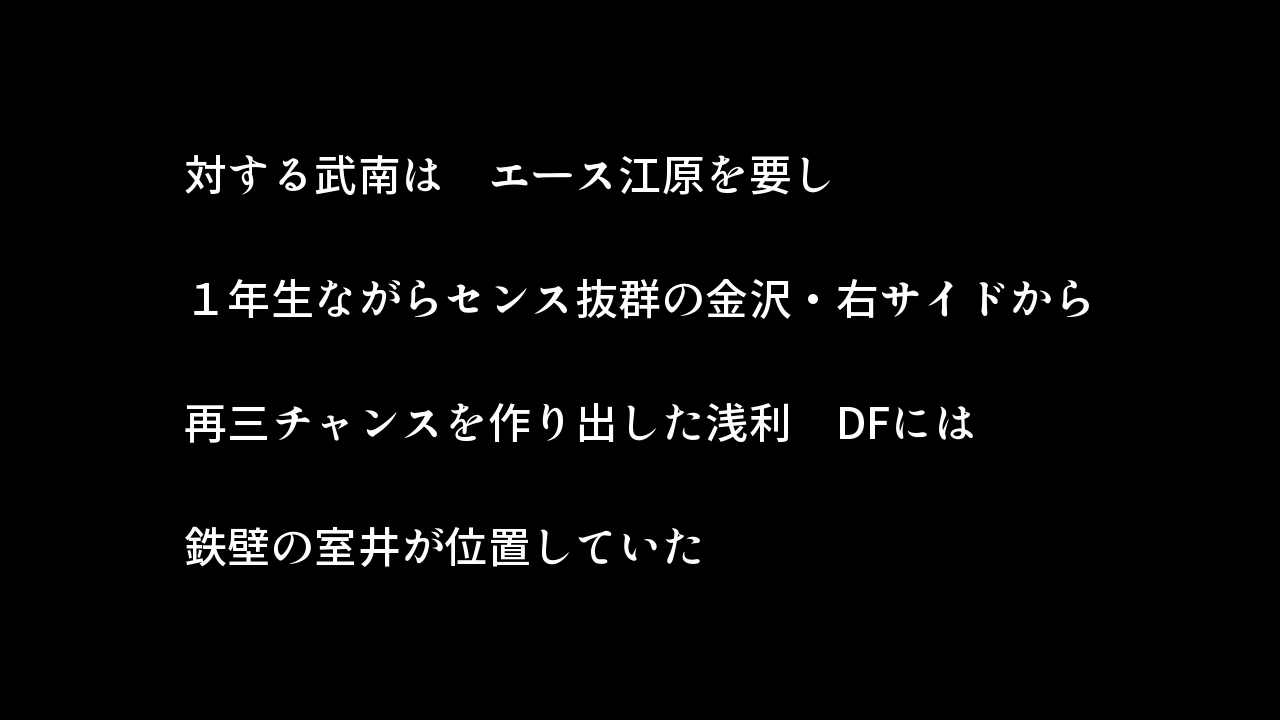 対する武南は　エース江原を要し
１年生ながらセンス抜群の金沢・右サイドから
再三チャンスを作り出した浅利　DFには
鉄壁の室井が位置していた